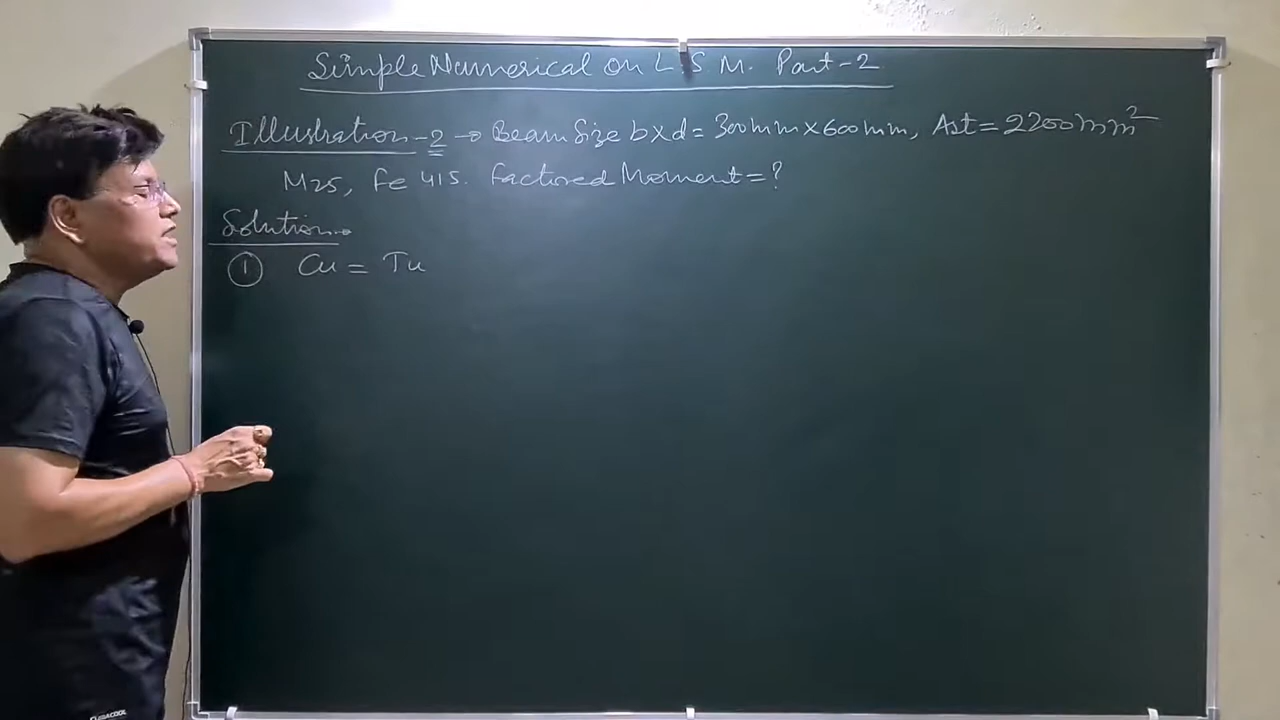 Simple Numerical on L.S.M. Part-2
Illustration-2 → Beam Size bxd = 300mm x 600mm, Ast = 2200mm²
M25, Fe 415. Factored Moment = ?
Solution→
① Cu = Tu